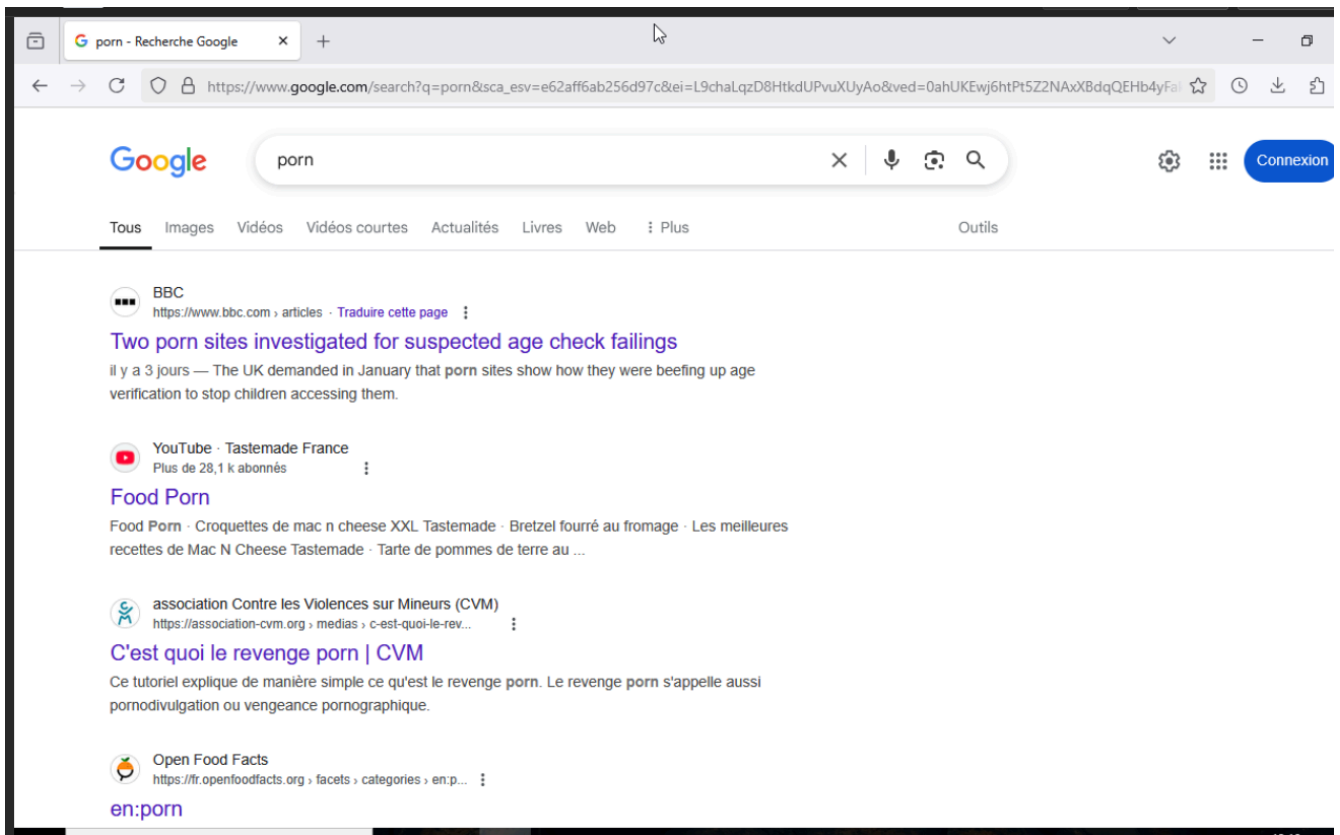 porn - Recherche Google
https://www.google.com/search?q=porn&sca_esv=e62aff6ab256d97c&ei=L9chaLqzD8HtkdUPvuXUyAo&ved=0ahUKEwj6htPt5Z2NAxXBdqQEHb4yFa
Google
porn
Connexion
Tous Images Vidéos Vidéos courtes Actualités Livres Web Plus Outils
BBC
https://www.bbc.com › articles · Traduire cette page
Two porn sites investigated for suspected age check failings
il y a 3 jours — The UK demanded in January that porn sites show how they were beefing up age
verification to stop children accessing them.
YouTube · Tastemade France
Plus de 28,1 k abonnés
Food Porn
Food Porn · Croquettes de mac n cheese XXL Tastemade · Bretzel fourré au fromage · Les meilleures
recettes de Mac N Cheese Tastemade · Tarte de pommes de terre au ...
association Contre les Violences sur Mineurs (CVM)
https://association-cvm.org › medias › c-est-quoi-le-rev...
C'est quoi le revenge porn | CVM
Ce tutoriel explique de manière simple ce qu'est le revenge porn. Le revenge porn s'appelle aussi
pornodivulgation ou vengeance pornographique.
Open Food Facts
https://fr.openfoodfacts.org › facets › categories › en:p...
en:porn